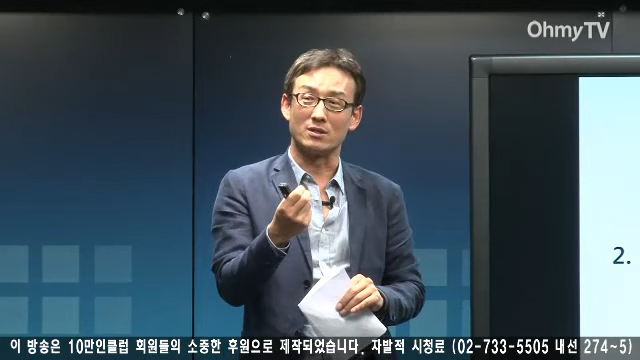 OhmyTV
2.
이 방송은 10만인클럽 회원들의 소중한 후원으로 제작되었습니다. 자발적 시청료 (02-733-5505 내선 274~5)